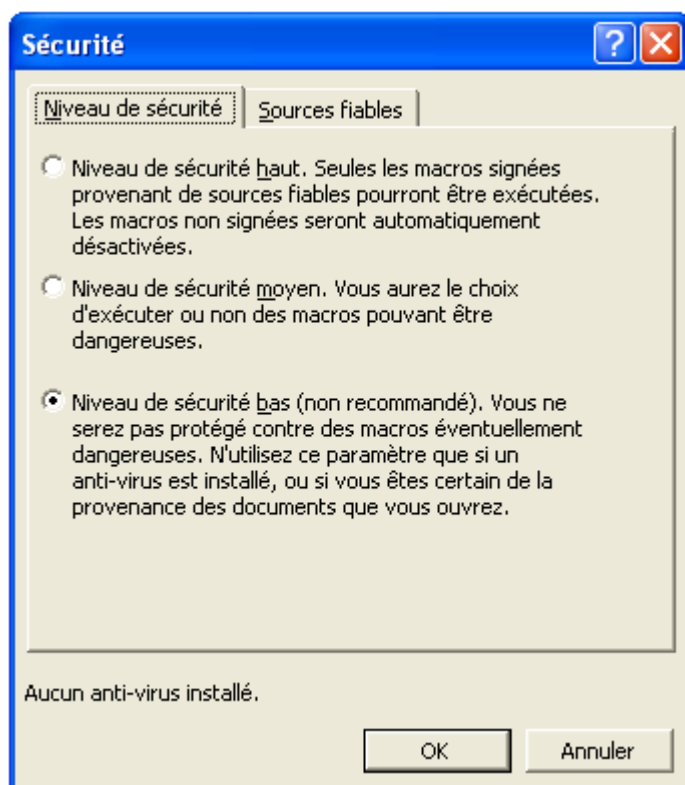 Sécurité
Niveau de sécurité
Sources fiables
Niveau de sécurité haut. Seules les macros signées
provenant de sources fiables pourront être exécutées.
Les macros non signées seront automatiquement
désactivées.
Niveau de sécurité moyen. Vous aurez le choix
d'exécuter ou non des macros pouvant être
dangereuses.
Niveau de sécurité bas (non recommandé). Vous ne
serez pas protégé contre des macros éventuellement
dangereuses. N'utilisez ce paramètre que si un
anti-virus est installé, ou si vous êtes certain de la
provenance des documents que vous ouvrez.
Aucun anti-virus installé.
OK
Annuler